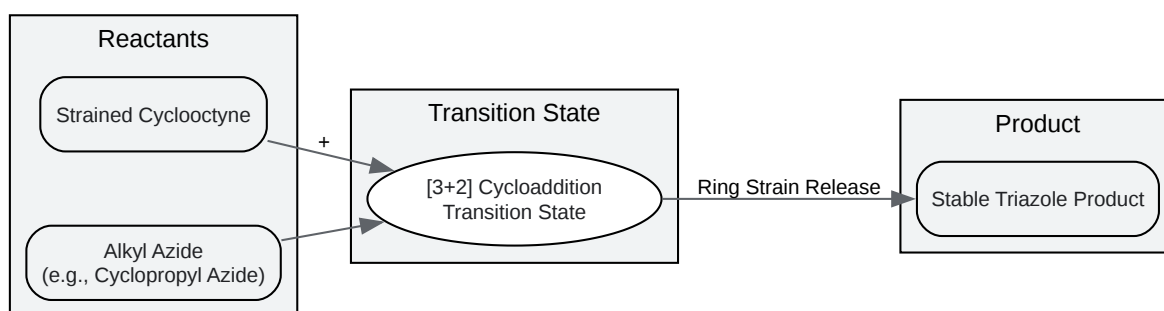 Reactants
Strained Cyclooctyne
Alkyl Azide
(e.g., Cyclopropyl Azide)
+
Transition State
[3+2] Cycloaddition
Transition State
Ring Strain Release
Product
Stable Triazole Product